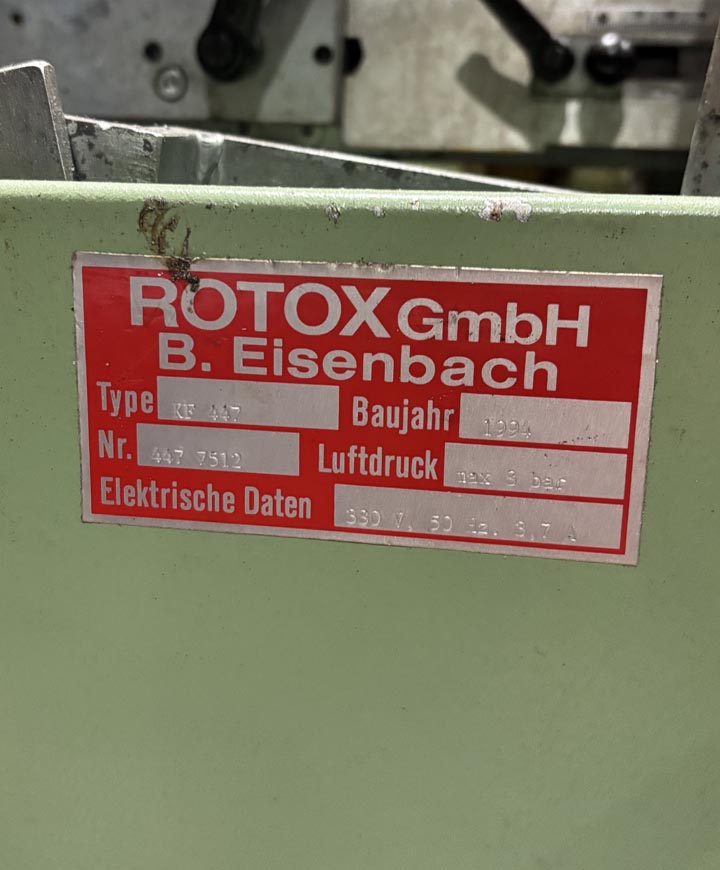 ROTOX GmbH
B. Eisenbach
Type KF 447 Baujahr 1994
Nr. 447 7512 Luftdruck max 8 bar
Elektrische Daten 380 V. 50 Hz. 3,7 A